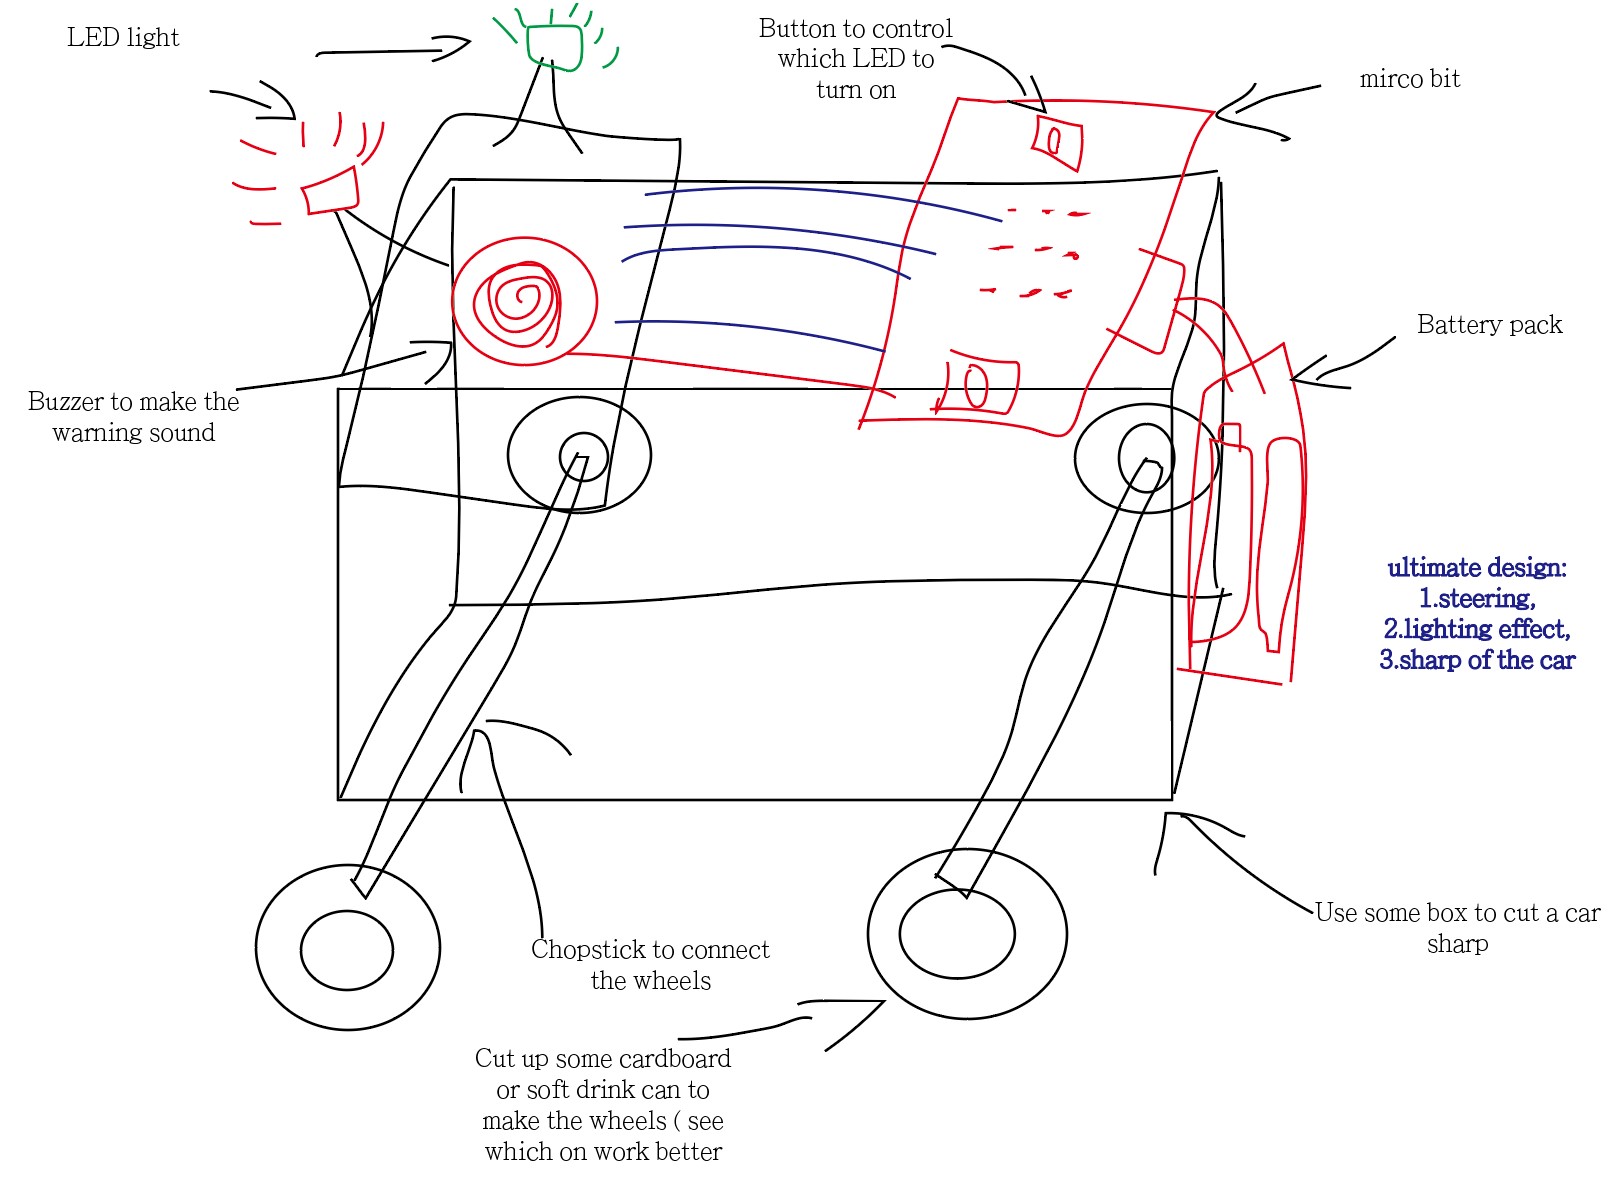 LED light
Button to control
which LED to
turn on
mirco bit
Battery pack
Buzzer to make the
warning sound
ultimate design:
1.steering,
2.lighting effect,
3.sharp of the car
Use some box to cut a car
sharp
Chopstick to connect
the wheels
Cut up some cardboard
or soft drink can to
make the wheels ( see
which on work better